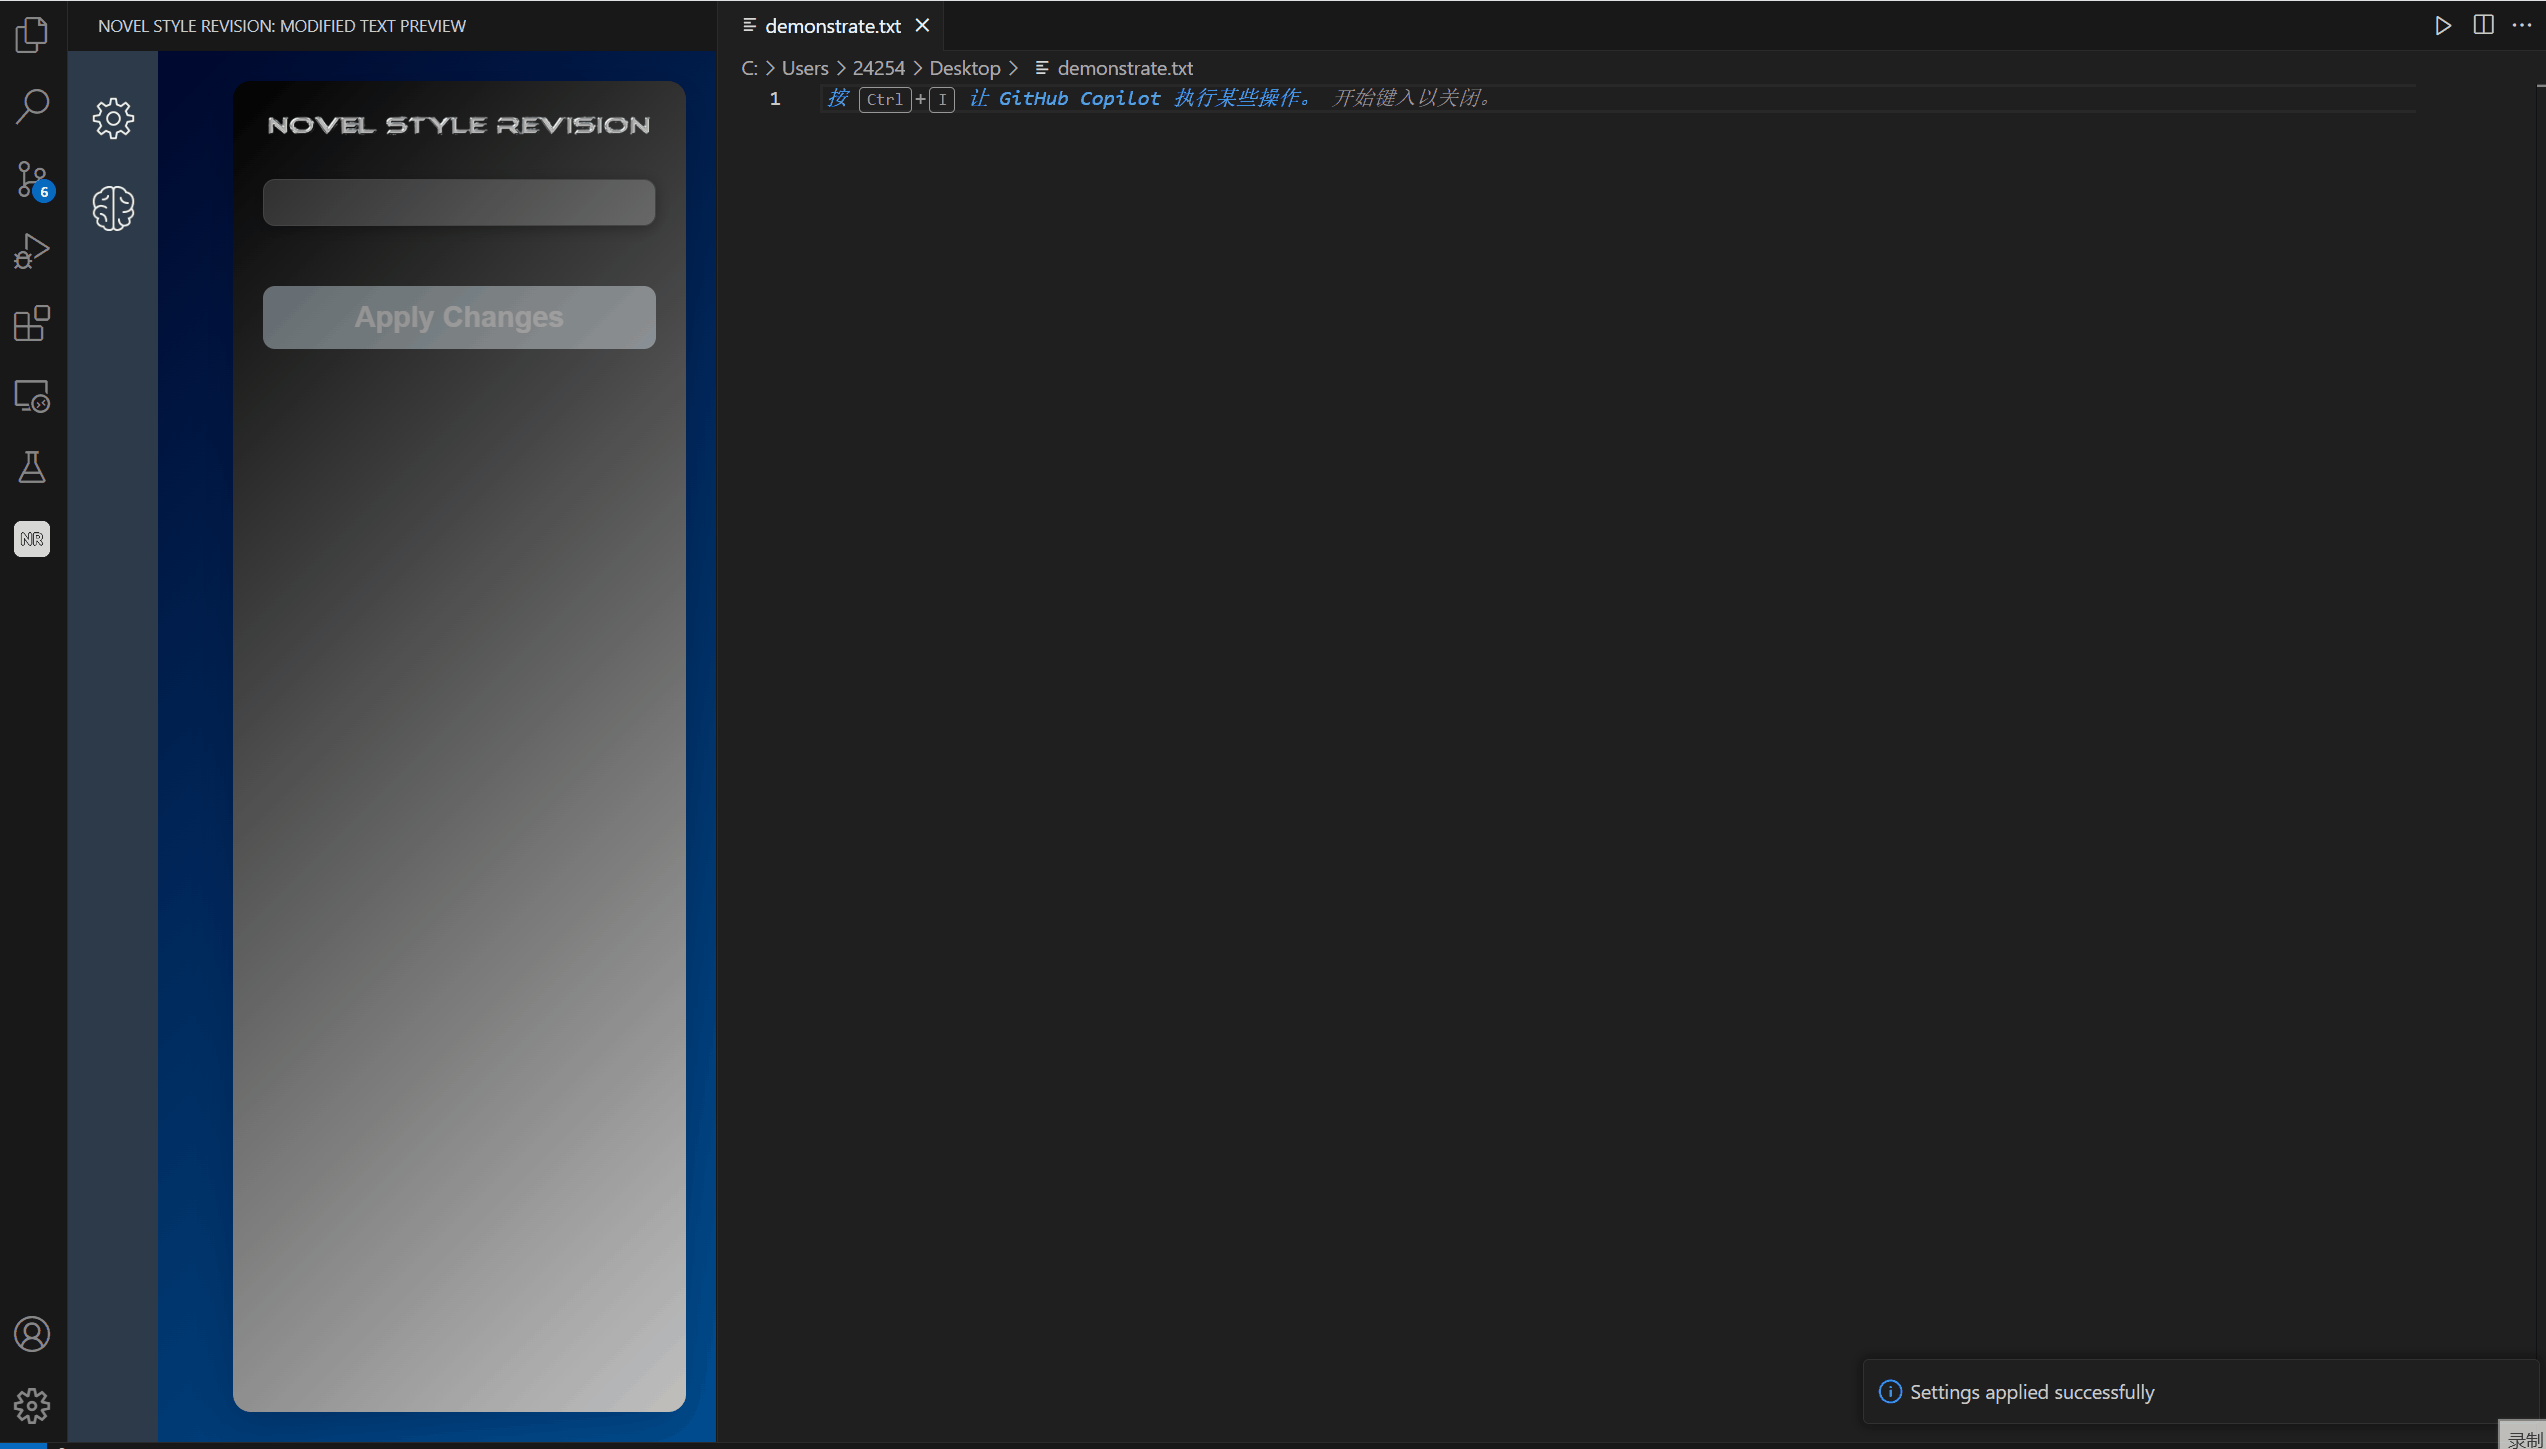 NOVEL STYLE REVISION: MODIFIED TEXT PREVIEW
demonstrate.txt
C: > Users > 24254 > Desktop > demonstrate.txt
NOVEL STYLE REVISION
1 按 Ctrl+I 让 GitHub Copilot 执行某些操作。 开始键入以关闭。
6
Apply Changes
NR
Settings applied successfully
录制